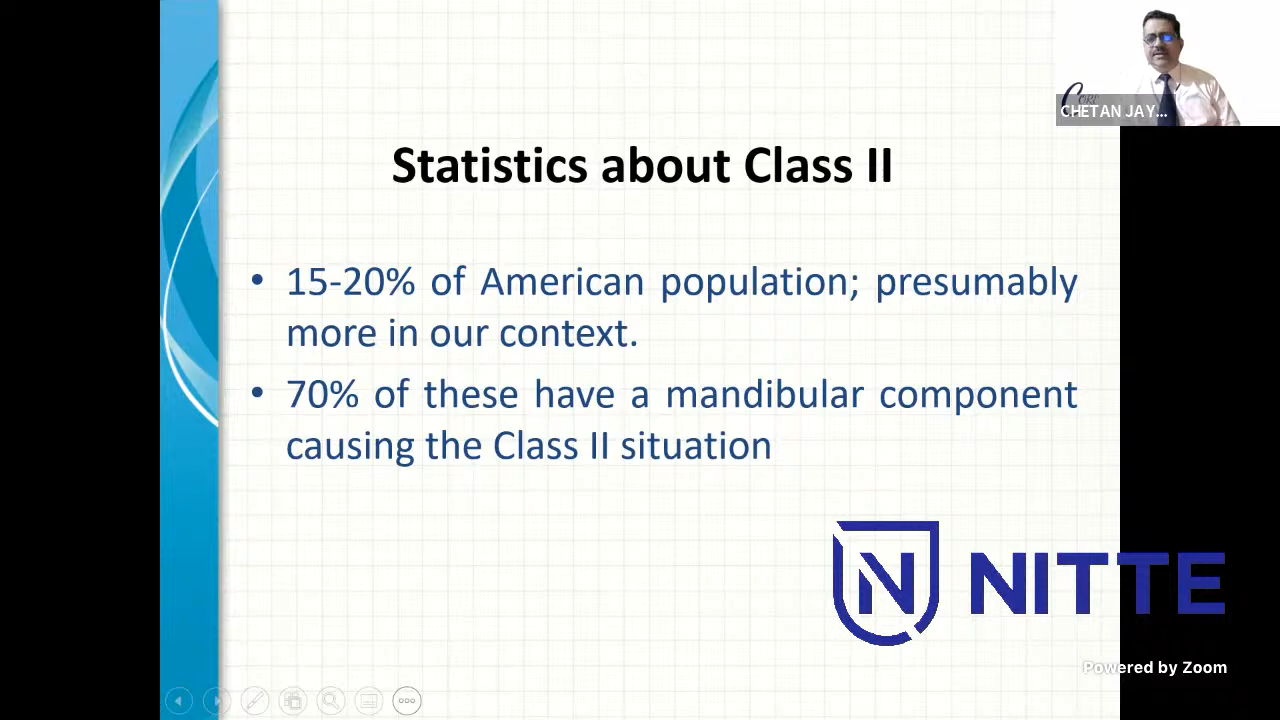 CHETAN JAY...
Statistics about Class II
• 15-20% of American population; presumably
more in our context.
• 70% of these have a mandibular component
causing the Class II situation
N NITTE
Powered by Zoom